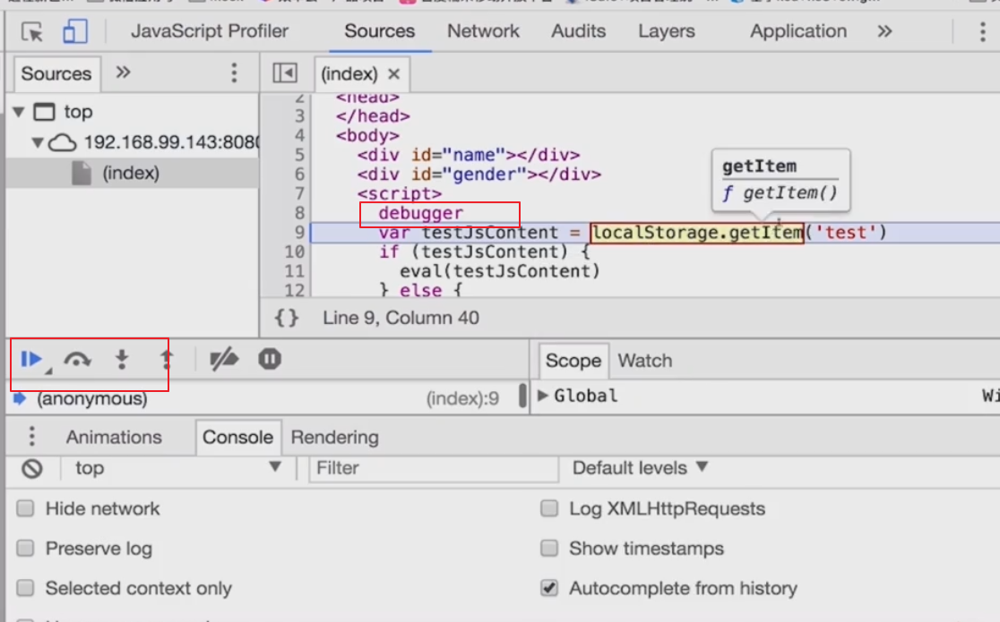 JavaScript Profiler Sources Network Audits Layers Application »
Sources » (index) ×
top
192.168.99.143:8080
(index)
2 <head>
3 </head>
4 <body>
5 <div id="name"></div>
6 <div id="gender"></div>
7 <script>
8 debugger
9 var testJsContent = localStorage.getItem('test')
10 if (testJsContent) {
11 eval(testJsContent)
12 } else {
getItem
ƒ getItem()
{} Line 9, Column 40
Scope Watch
(anonymous) (index):9
Global Wi
Animations Console Rendering
top Filter Default levels
Hide network Log XMLHttpRequests
Preserve log Show timestamps
Selected context only Autocomplete from history